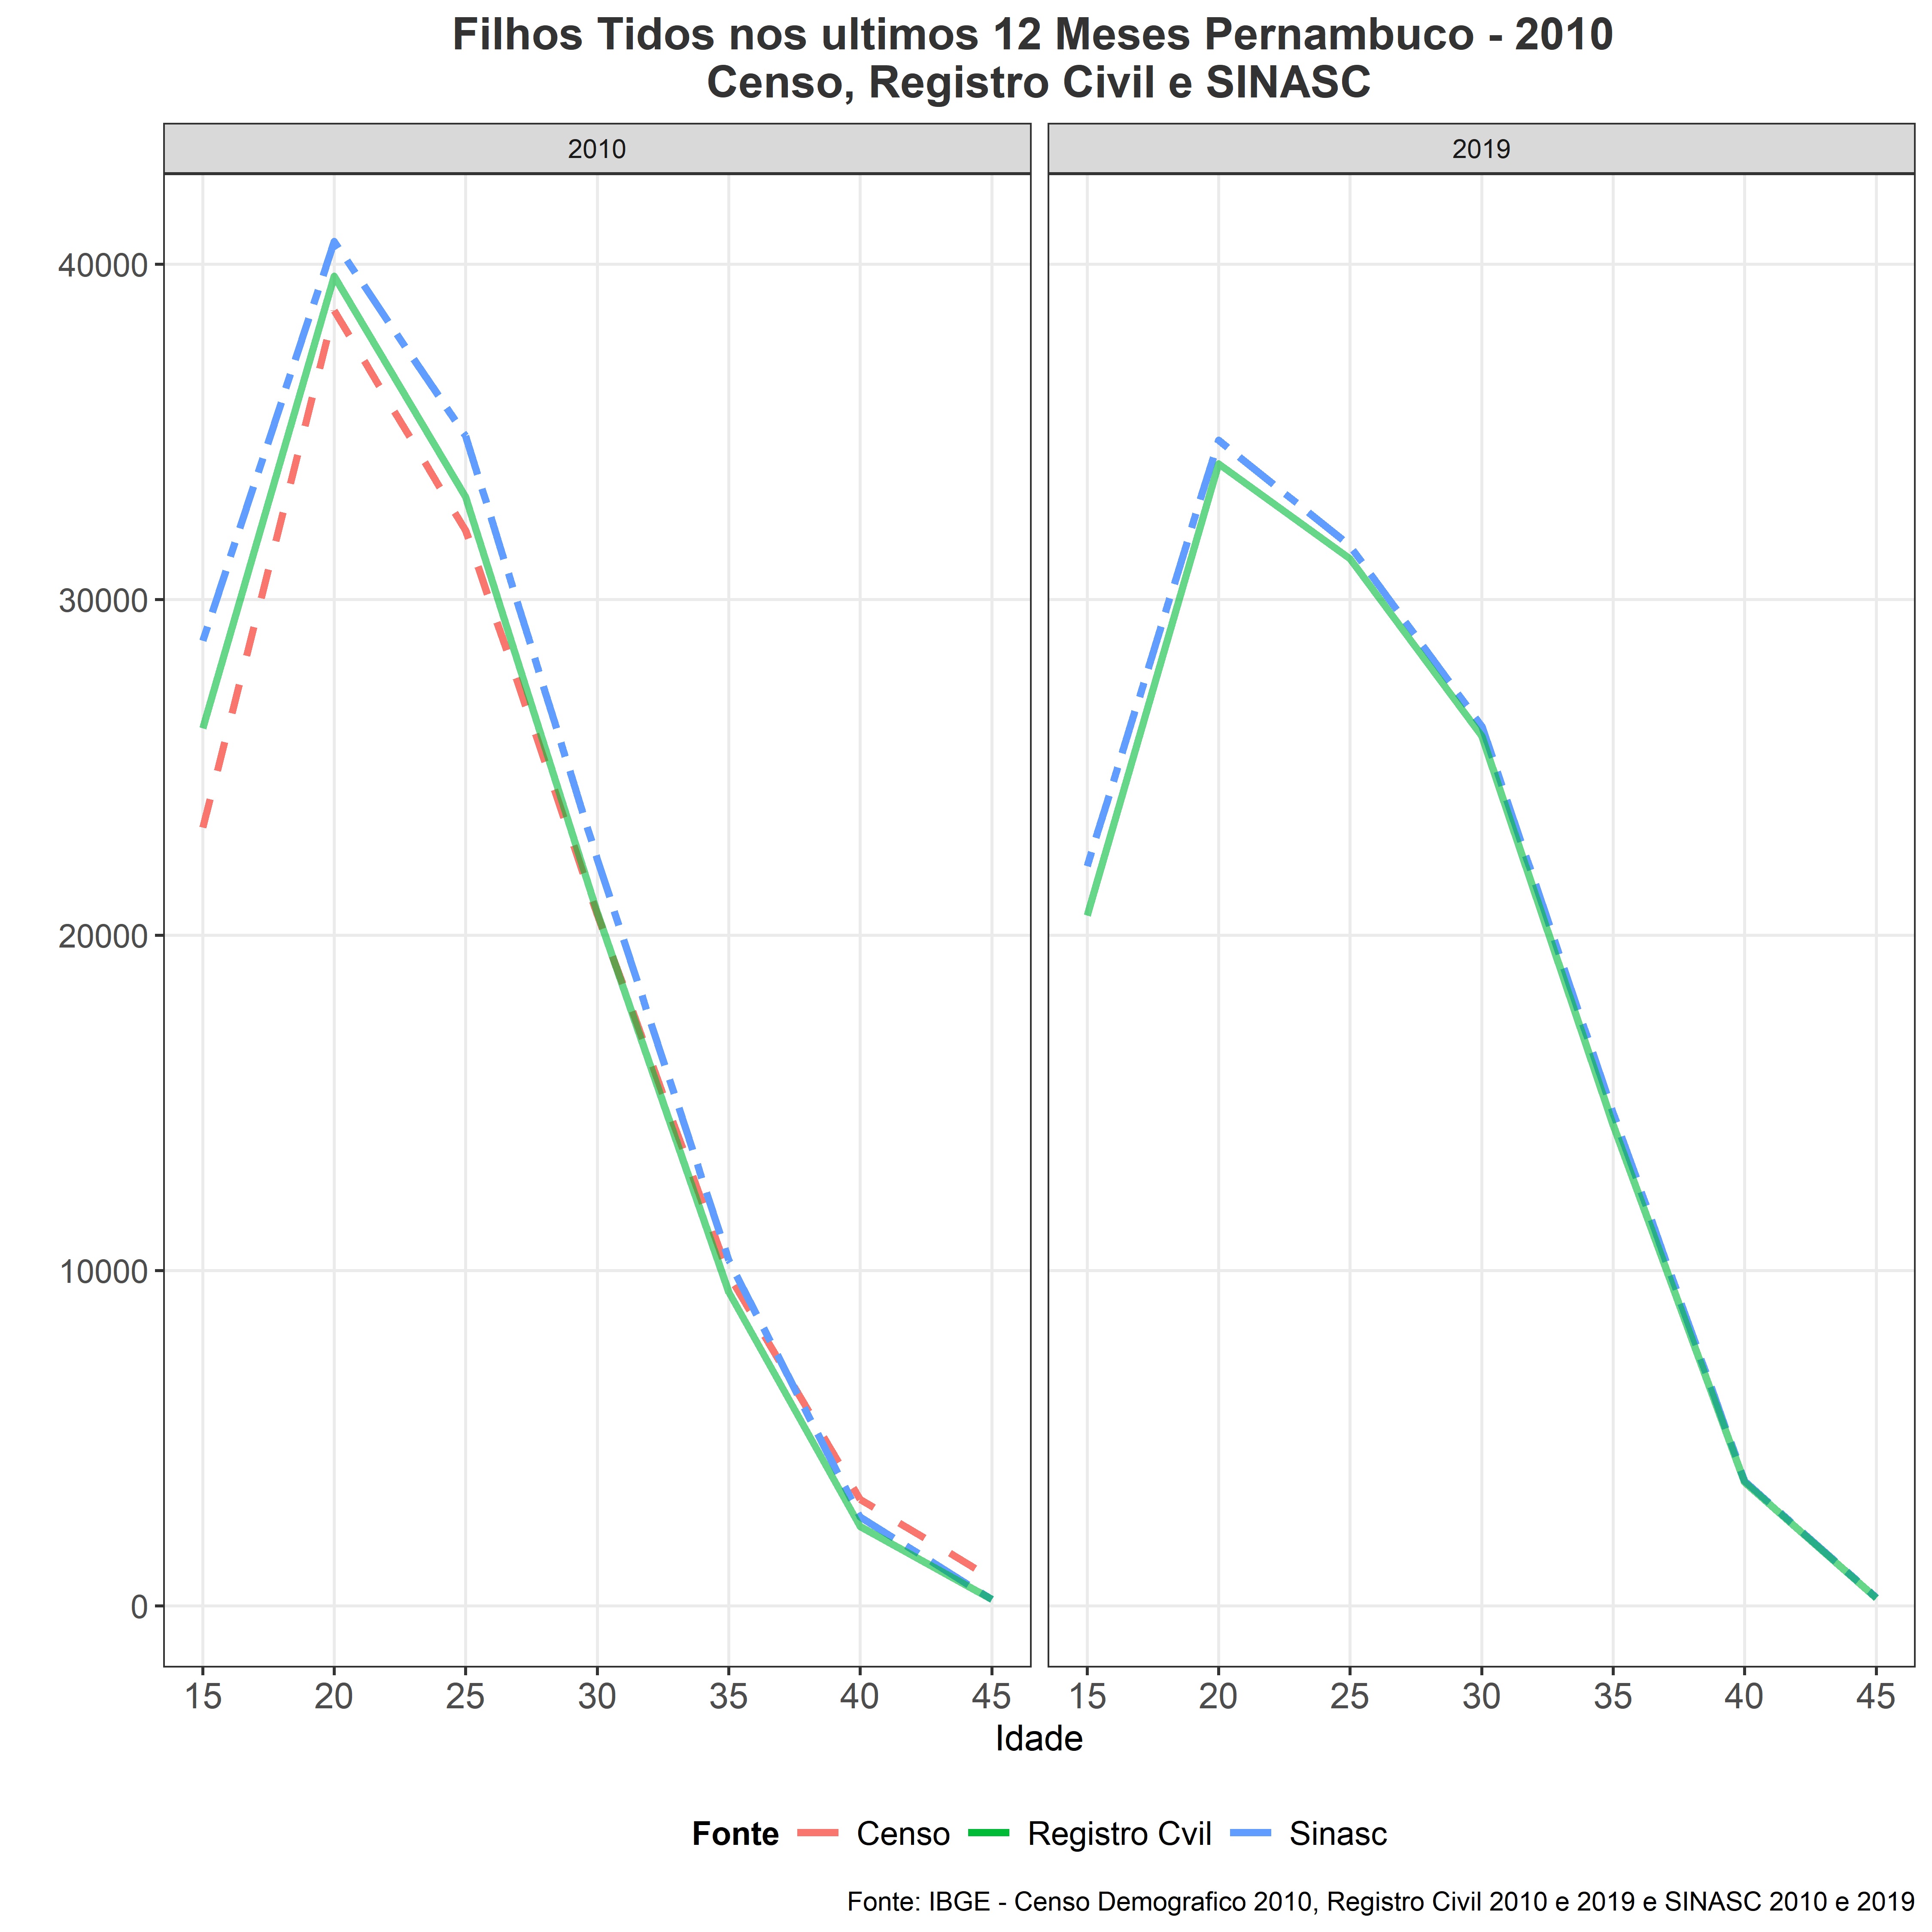 Filhos Tidos nos ultimos 12 Meses Pernambuco - 2010
Censo, Registro Civil e SINASC
2010
2019
40000
30000
20000
10000
0
15 20 25 30 35 40 45
15 20 25 30 35 40 45
Idade
Fonte Censo Registro Cvil Sinasc
Fonte: IBGE - Censo Demografico 2010, Registro Civil 2010 e 2019 e SINASC 2010 e 2019